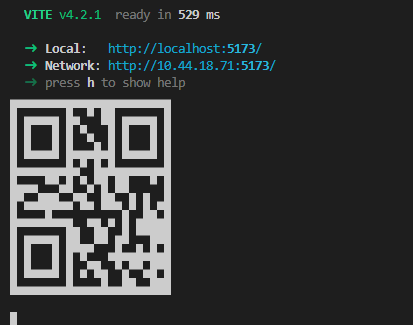 VITE v4.2.1 ready in 529 ms
➜ Local: http://localhost:5173/
➜ Network: http://10.44.18.71:5173/
➜ press h to show help